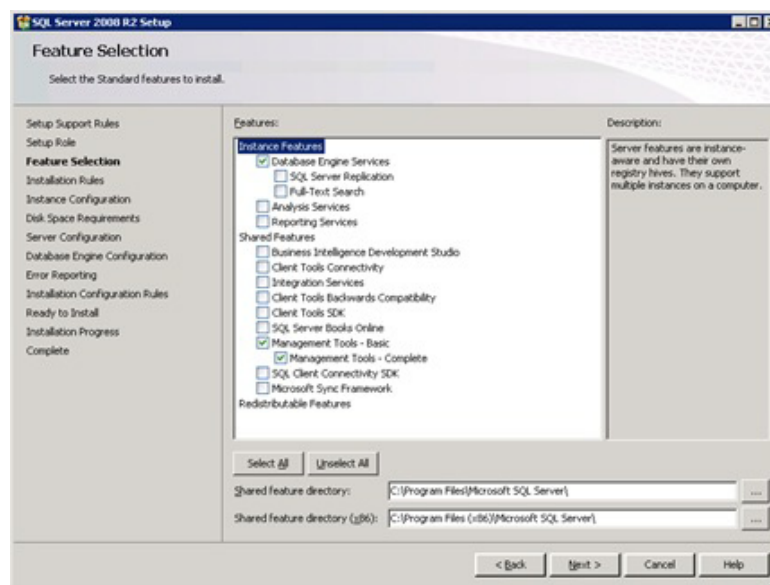 SQL Server 2008 R2 Setup
Feature Selection
Select the Standard features to install.
Setup Support Rules
Setup Role
Feature Selection
Installation Rules
Instance Configuration
Disk Space Requirements
Server Configuration
Database Engine Configuration
Error Reporting
Installation Configuration Rules
Ready to Install
Installation Progress
Complete
Features:
Instance Features
Database Engine Services
SQL Server Replication
Full-Text Search
Analysis Services
Reporting Services
Shared Features
Business Intelligence Development Studio
Client Tools Connectivity
Integration Services
Client Tools Backwards Compatibility
Client Tools SDK
SQL Server Books Online
Management Tools - Basic
Management Tools - Complete
SQL Client Connectivity SDK
Microsoft Sync Framework
Redistributable Features
Description:
Server features are instance-
aware and have their own
registry hives. They support
multiple instances on a computer.
Select All Unselect All
Shared feature directory: C:\Program Files\Microsoft SQL Server\ ...
Shared feature directory (x86): C:\Program Files (x86)\Microsoft SQL Server\ ...
< Back Next > Cancel Help